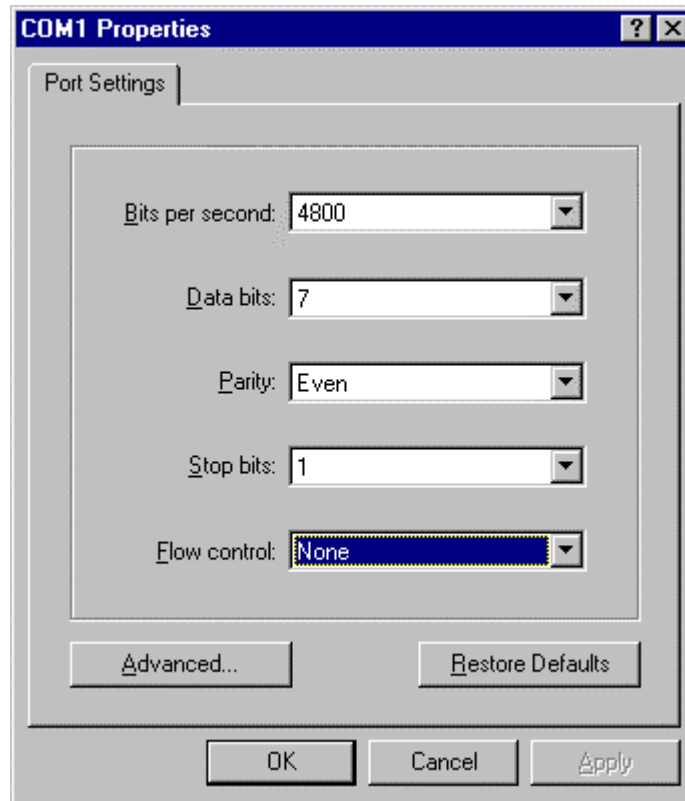 COM1 Properties
Port Settings
Bits per second: 4800
Data bits: 7
Parity: Even
Stop bits: 1
Flow control: None
Advanced... Restore Defaults
OK Cancel Apply